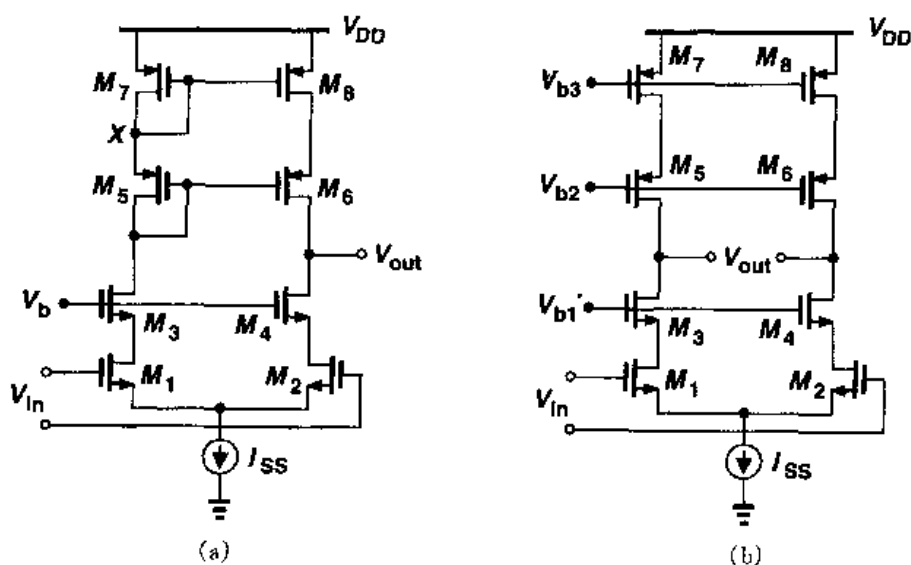 V_DD
M_7
M_8
X
M_5
M_6
V_out
V_b
M_3
M_4
M_1
M_2
V_in
I_SS
(a)
V_DD
M_7
M_8
V_b3
M_5
M_6
V_b2
V_out
V_b1
M_3
M_4
M_1
M_2
V_in
I_SS
(b)